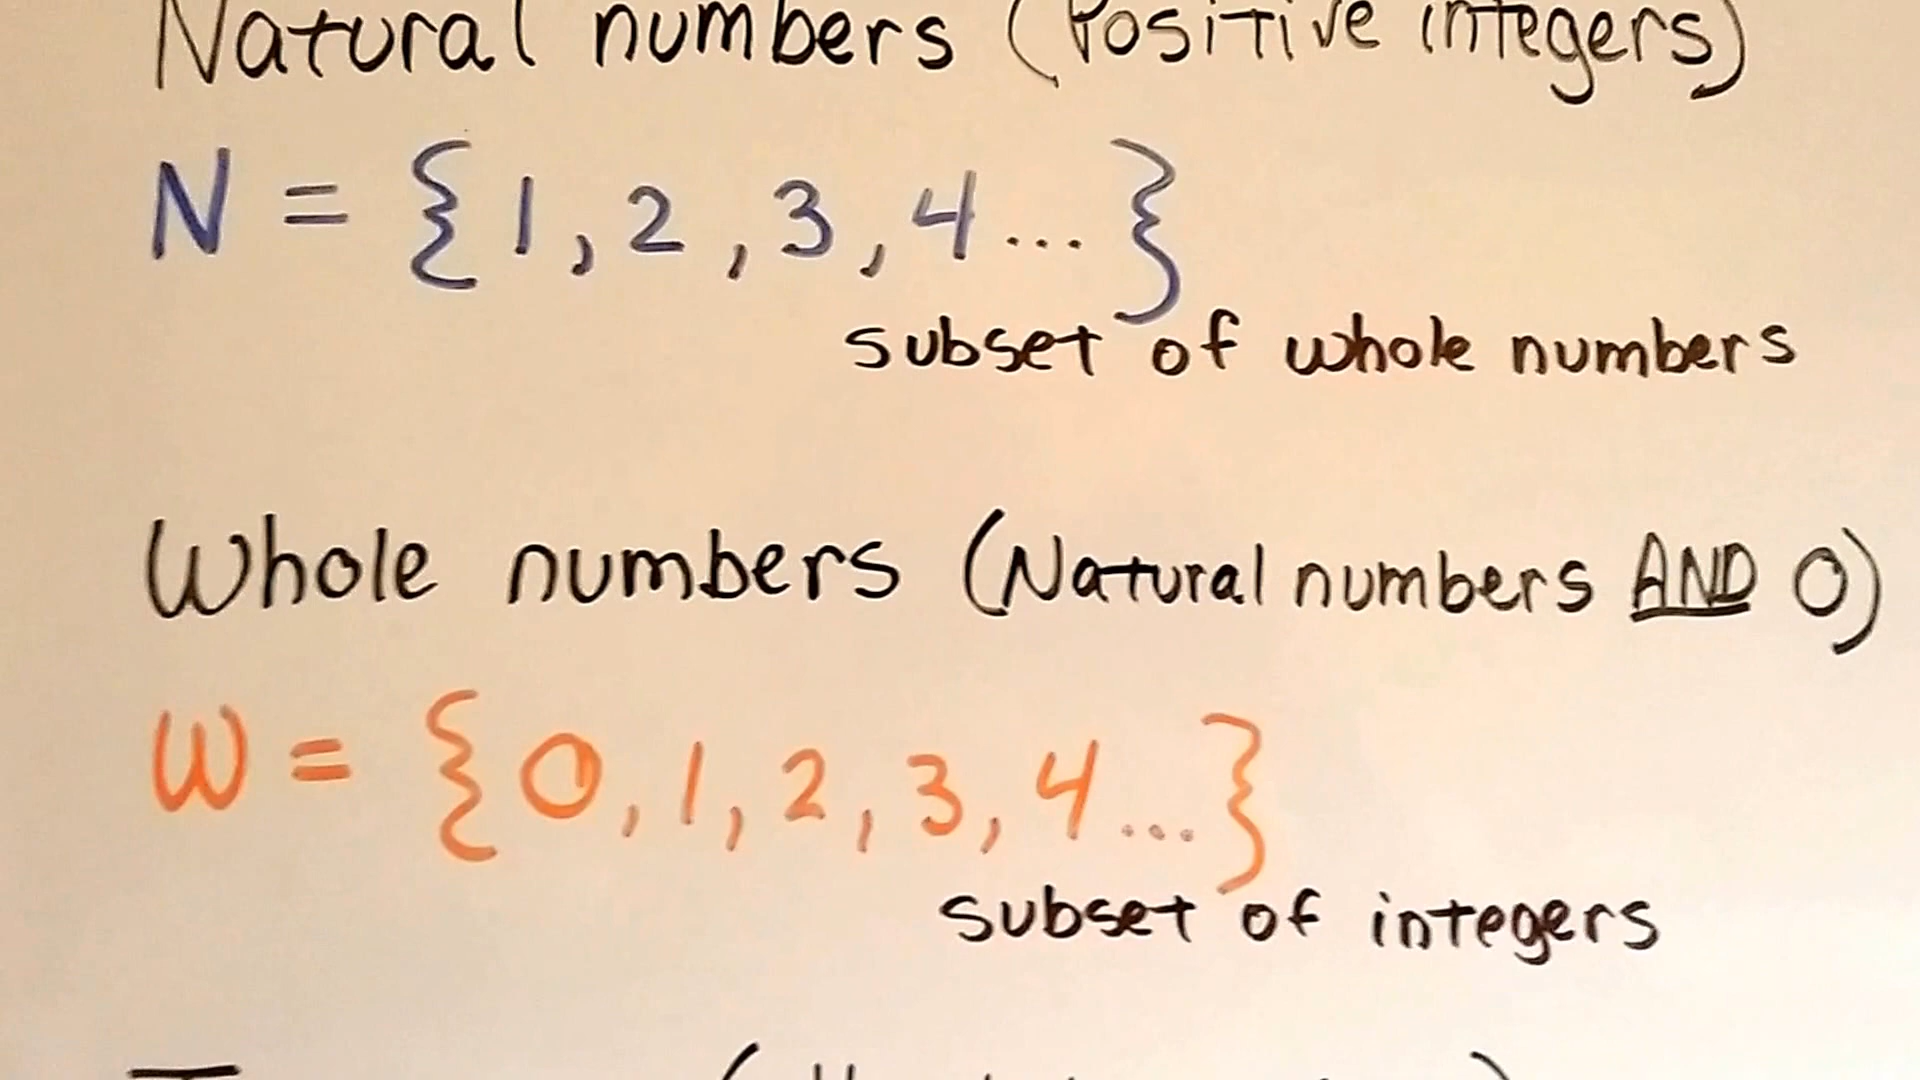 Natural numbers (Positive integers)
N = {1, 2, 3, 4...}
subset of whole numbers
Whole numbers (Natural numbers AND 0)
W = {0, 1, 2, 3, 4...}
subset of integers